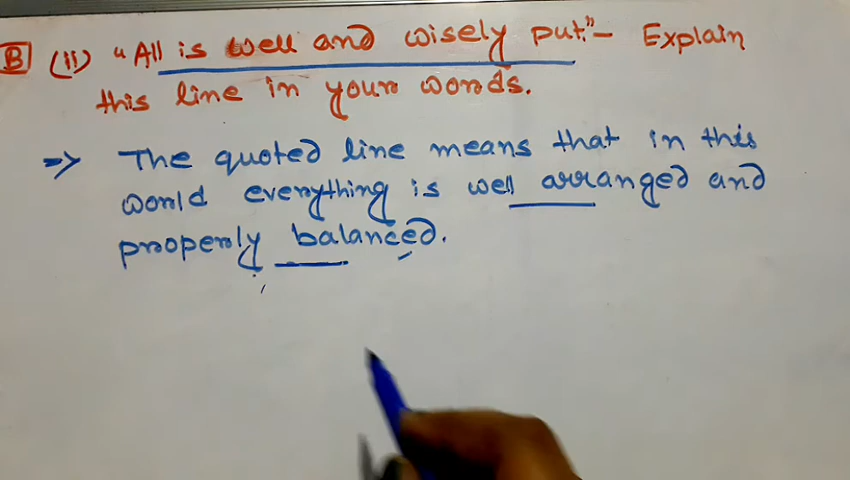 B (ii) "All is well and wisely put." - Explain
this line in your words.
=> The quoted line means that in this
world everything is well arranged and
properly balanced.